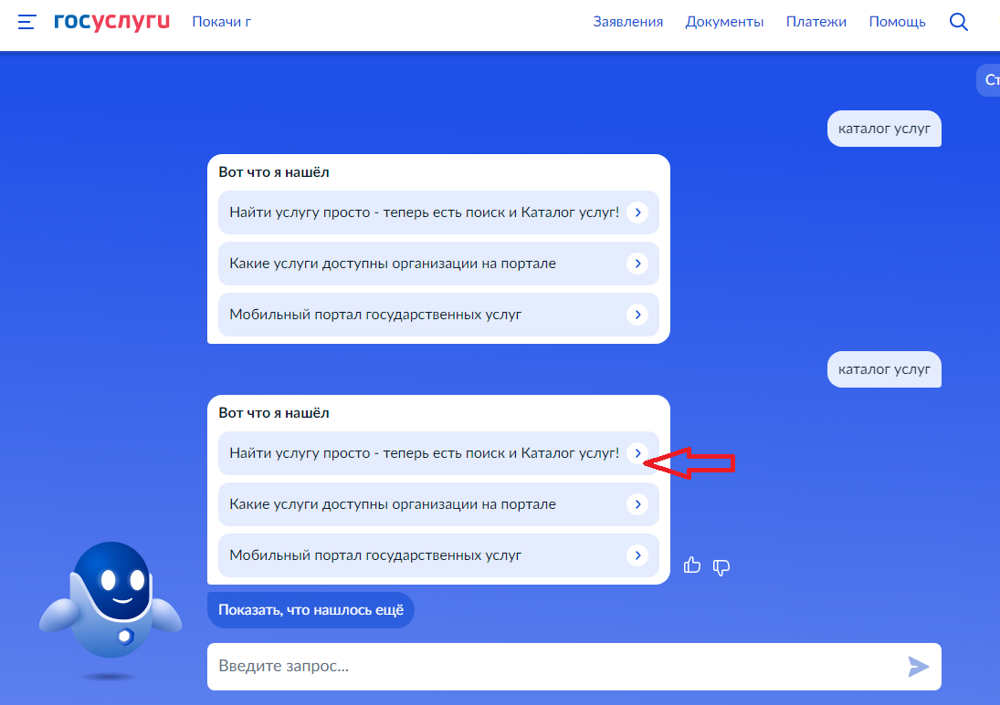 госуслуги Покачи г Заявления Документы Платежи Помощь
Ст
каталог услуг
Вот что я нашёл
Найти услугу просто - теперь есть поиск и Каталог услуг!
Какие услуги доступны организации на портале
Мобильный портал государственных услуг
каталог услуг
Вот что я нашёл
Найти услугу просто - теперь есть поиск и Каталог услуг!
Какие услуги доступны организации на портале
Мобильный портал государственных услуг
Показать, что нашлось ещё
Введите запрос...